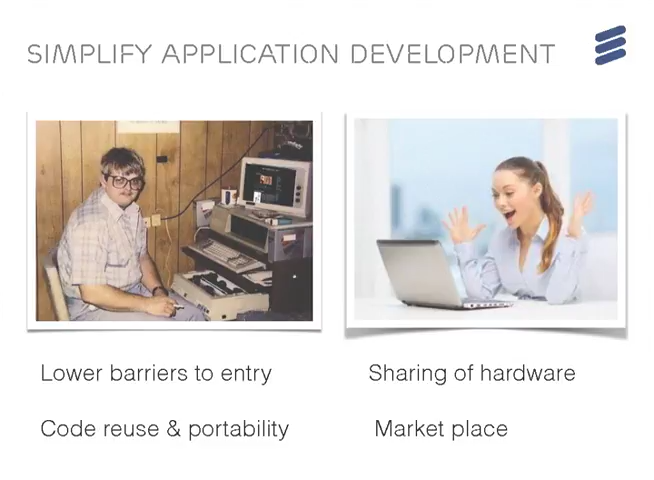 SIMPLIFY APPLICATION DEVELOPMENT
Lower barriers to entry
Sharing of hardware
Code reuse & portability
Market place